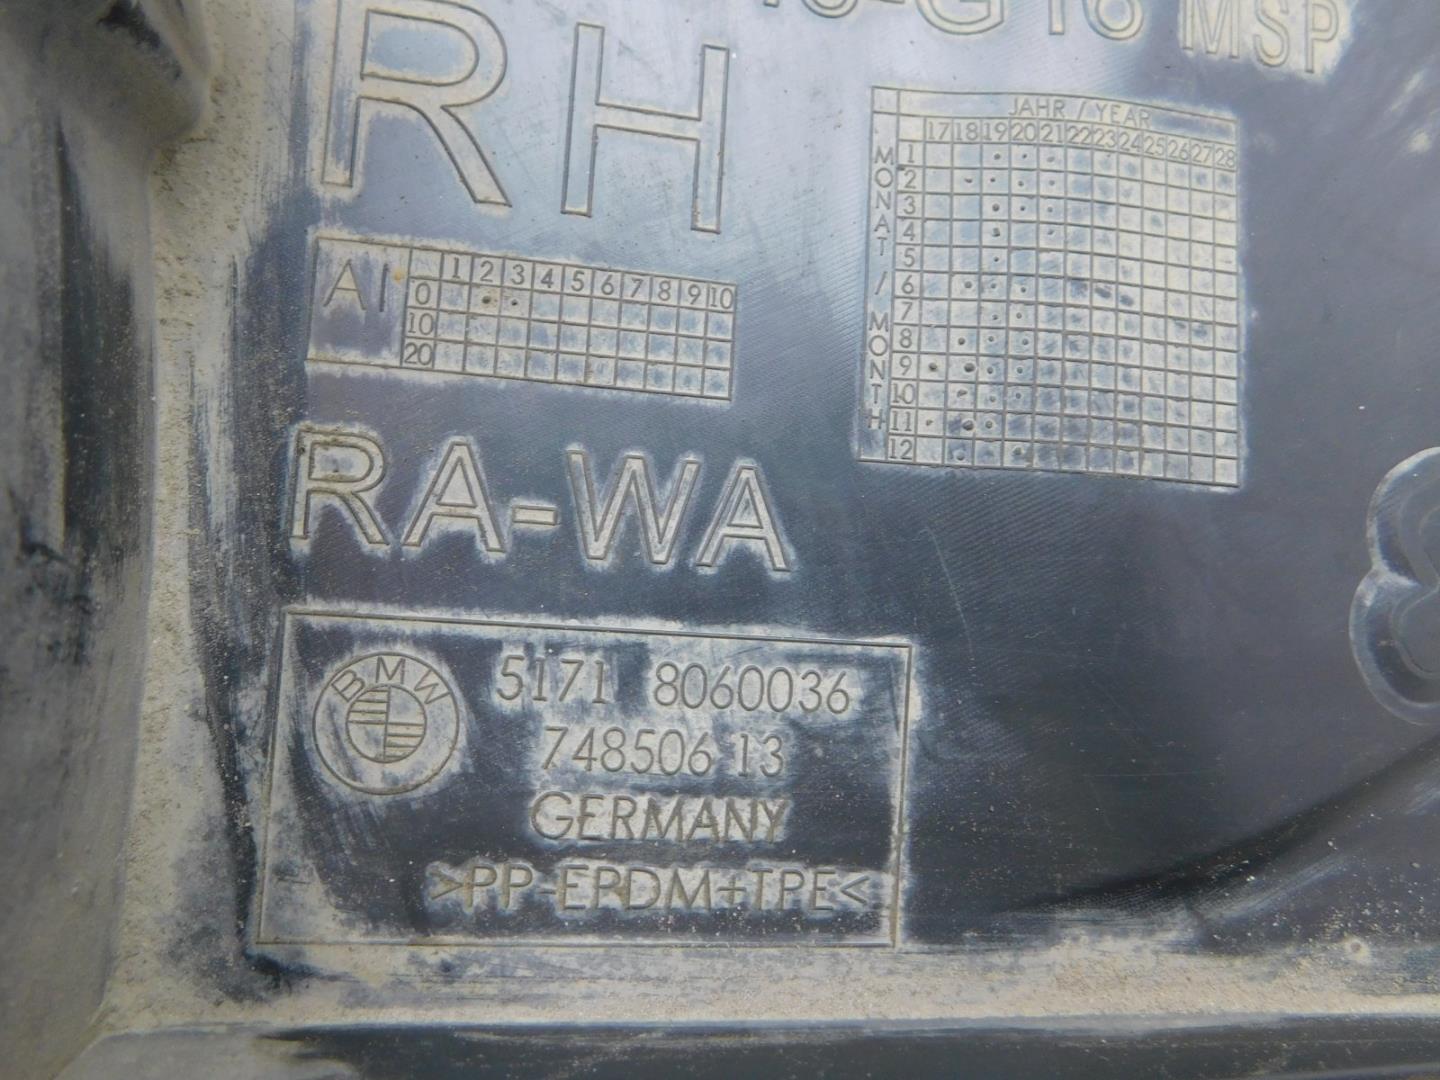 G16 MSP
RH
JAHR / YEAR
17 18 19 20 21 22 23 24 25 26 27 28
MONAT / MONTH
1
2
3
4
5
6
7
8
9
10
11
12
AI
1 2 3 4 5 6 7 8 9 10
0
10
20
RA-WA
BMW
5171 8060036
748506 13
GERMANY
>PP-EPDM+TPE<